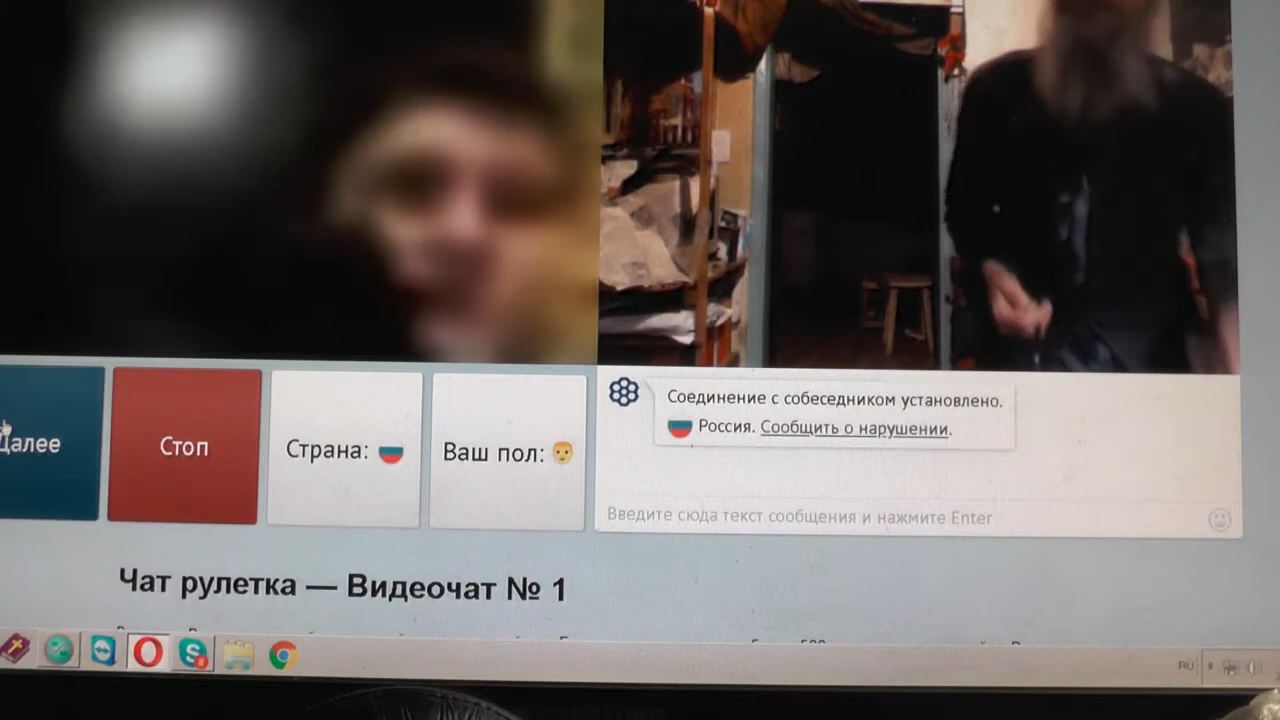 Далее
Стоп
Страна:
Ваш пол:
Соединение с собеседником установлено.
Россия. Сообщить о нарушении.
Введите сюда текст сообщения и нажмите Enter
Чат рулетка — Видеочат № 1
RU